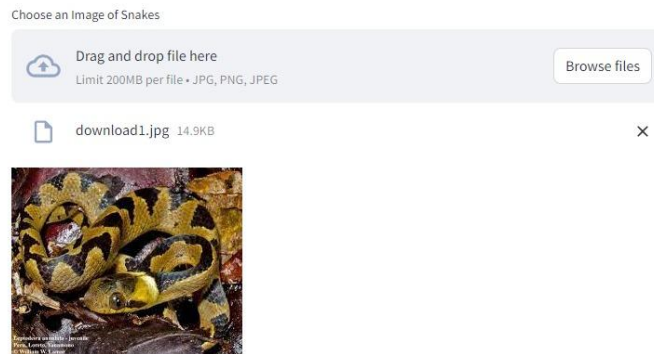 Choose an Image of Snakes
Drag and drop file here
Limit 200MB per file • JPG, PNG, JPEG
Browse files
download1.jpg 14.9KB
Leptodeira annulata - juvenile
Peru, Loreto, Yanamono
© William W. Lamar